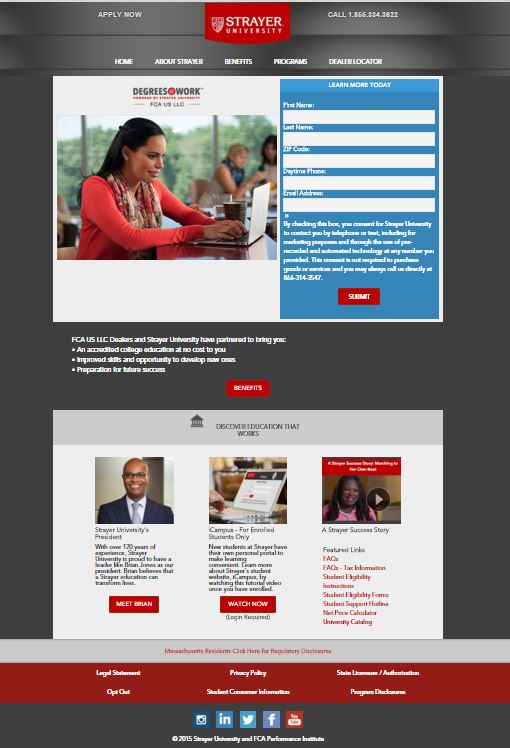 APPLY NOW
STRAYER
UNIVERSITY
CALL 1.855.334.3622
HOME ABOUT STRAYER BENEFITS PROGRAMS DEALER LOCATOR
DEGREES@WORK™
POWERED BY STRAYER UNIVERSITY
FCA US LLC
LEARN MORE TODAY
First Name:
Last Name:
ZIP Code:
Daytime Phone:
Email Address:
By checking this box, you consent for Strayer University
to contact you by telephone or text, including for
marketing purposes and through the use of pre-
recorded and automated technology at any number you
provided. This consent is not required to purchase
goods or services and you may always call us directly at
866-314-3547.
SUBMIT
FCA US LLC Dealers and Strayer University have partnered to bring you:
• An accredited college education at no cost to you
• Improved skills and opportunity to develop new ones
• Preparation for future success
BENEFITS
DISCOVER EDUCATION THAT
WORKS
Strayer University's
President
With over 120 years of
experience, Strayer
University is proud to have a
leader like Brian Jones as our
president. Brian believes that
a Strayer education can
transform lives.
MEET BRIAN
iCampus - For Enrolled
Students Only
New students at Strayer have
their own personal portal to
make learning
convenient. Learn more
about Strayer's student
website, iCampus, by
watching this tutorial video
once you have enrolled.
WATCH NOW
(Login Required)
A Strayer Success Story: Marching to
Her Own Beat
A Strayer Success Story
Featured Links
FAQs
FAQs - Tax Information
Student Eligibility
Instructions
Student Eligibility Forms
Student Support Hotline
Net Price Calculator
University Catalog
Massachusetts Residents Click Here for Regulatory Disclosures
Legal Statement Privacy Policy State Licensure / Authorization
Opt Out Student Consumer Information Program Disclosures
in f You Tube
© 2015 Strayer University and FCA Performance Institute